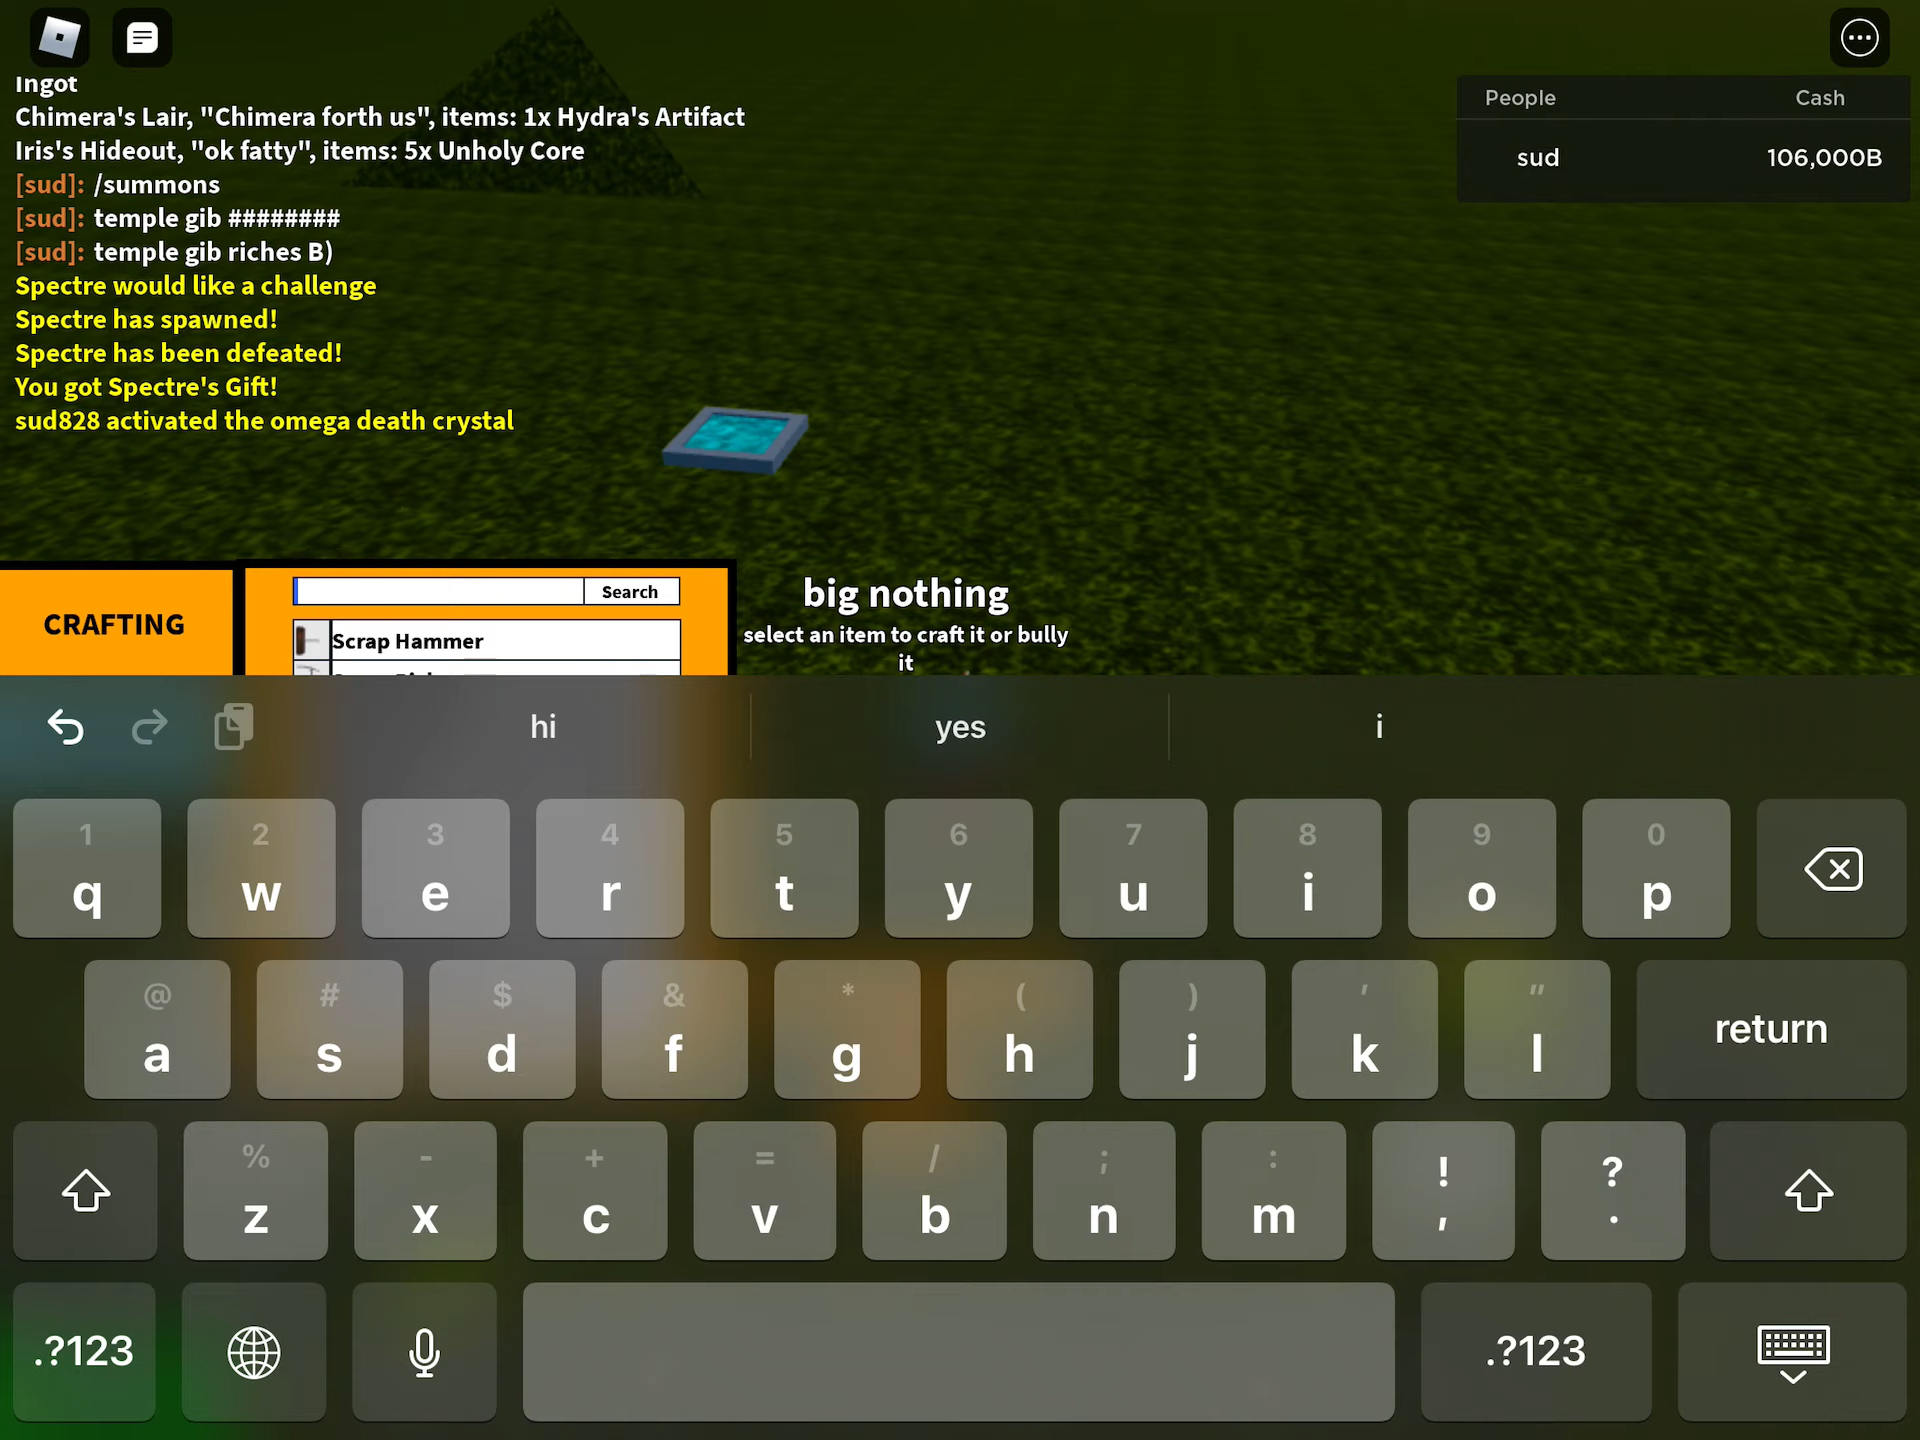 Ingot
Chimera's Lair, "Chimera forth us", items: 1x Hydra's Artifact
Iris's Hideout, "ok fatty", items: 5x Unholy Core
[sud]: /summons
[sud]: temple gib ########
[sud]: temple gib riches B)
Spectre would like a challenge
Spectre has spawned!
Spectre has been defeated!
You got Spectre's Gift!
sud828 activated the omega death crystal
People Cash
sud 106,000B
CRAFTING
Search
Scrap Hammer
big nothing
select an item to craft it or bully
it
hi yes i
1 2 3 4 5 6 7 8 9 0
q w e r t y u i o p
@ # $ & * ( ) ' "
a s d f g h j k l return
% - + = / ; : ! ?
z x c v b n m , .
.?123 .?123